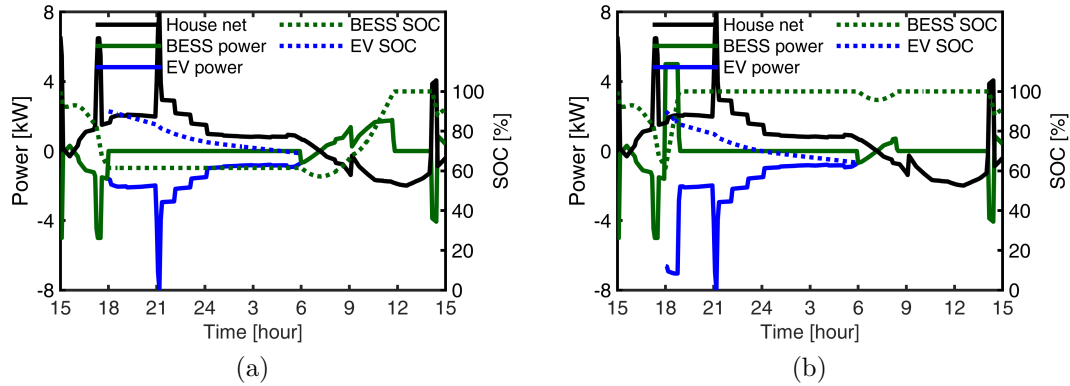 House net
BESS power
EV power
BESS SOC
EV SOC
Power [kW]
8
4
0
-4
-8
SOC [%]
100
80
60
40
20
0
15 18 21 24 3 6 9 12 15
Time [hour]
(a)
House net
BESS power
EV power
BESS SOC
EV SOC
Power [kW]
8
4
0
-4
-8
SOC [%]
100
80
60
40
20
0
15 18 21 24 3 6 9 12 15
Time [hour]
(b)